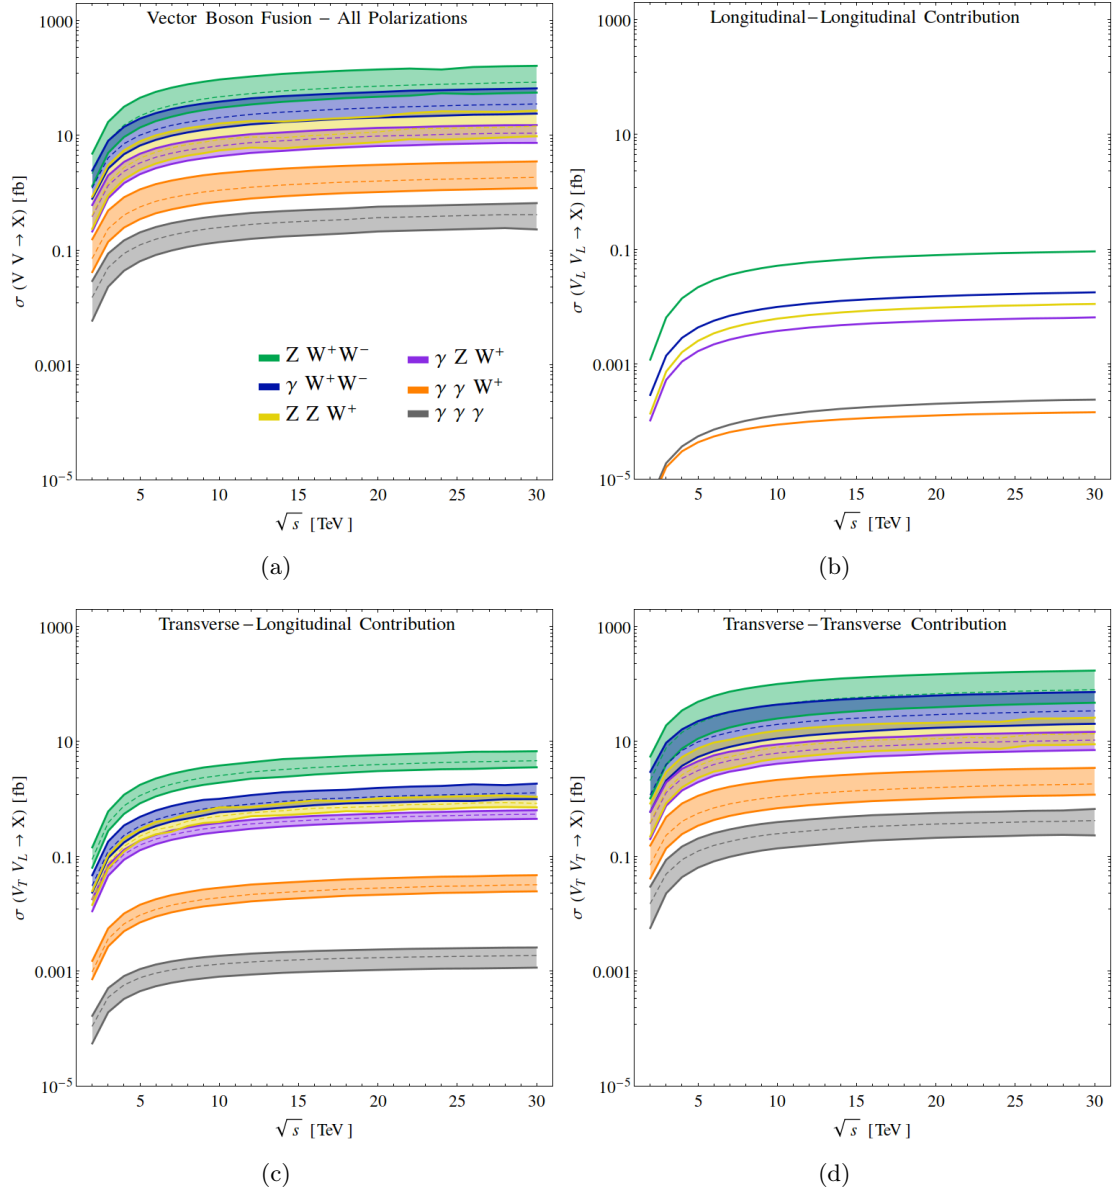 Vector Boson Fusion – All Polarizations
1000
10
0.1
0.001
10⁻⁵
σ (V V → X) [fb]
Z W⁺W⁻
γ W⁺W⁻
Z Z W⁺
γ Z W⁺
γ γ W⁺
γ γ γ
5 10 15 20 25 30
√s [TeV]
(a)
Longitudinal–Longitudinal Contribution
1000
10
0.1
0.001
10⁻⁵
σ (V_L V_L → X) [fb]
5 10 15 20 25 30
√s [TeV]
(b)
Transverse–Longitudinal Contribution
1000
10
0.1
0.001
10⁻⁵
σ (V_T V_L → X) [fb]
5 10 15 20 25 30
√s [TeV]
(c)
Transverse–Transverse Contribution
1000
10
0.1
0.001
10⁻⁵
σ (V_T V_T → X) [fb]
5 10 15 20 25 30
√s [TeV]
(d)